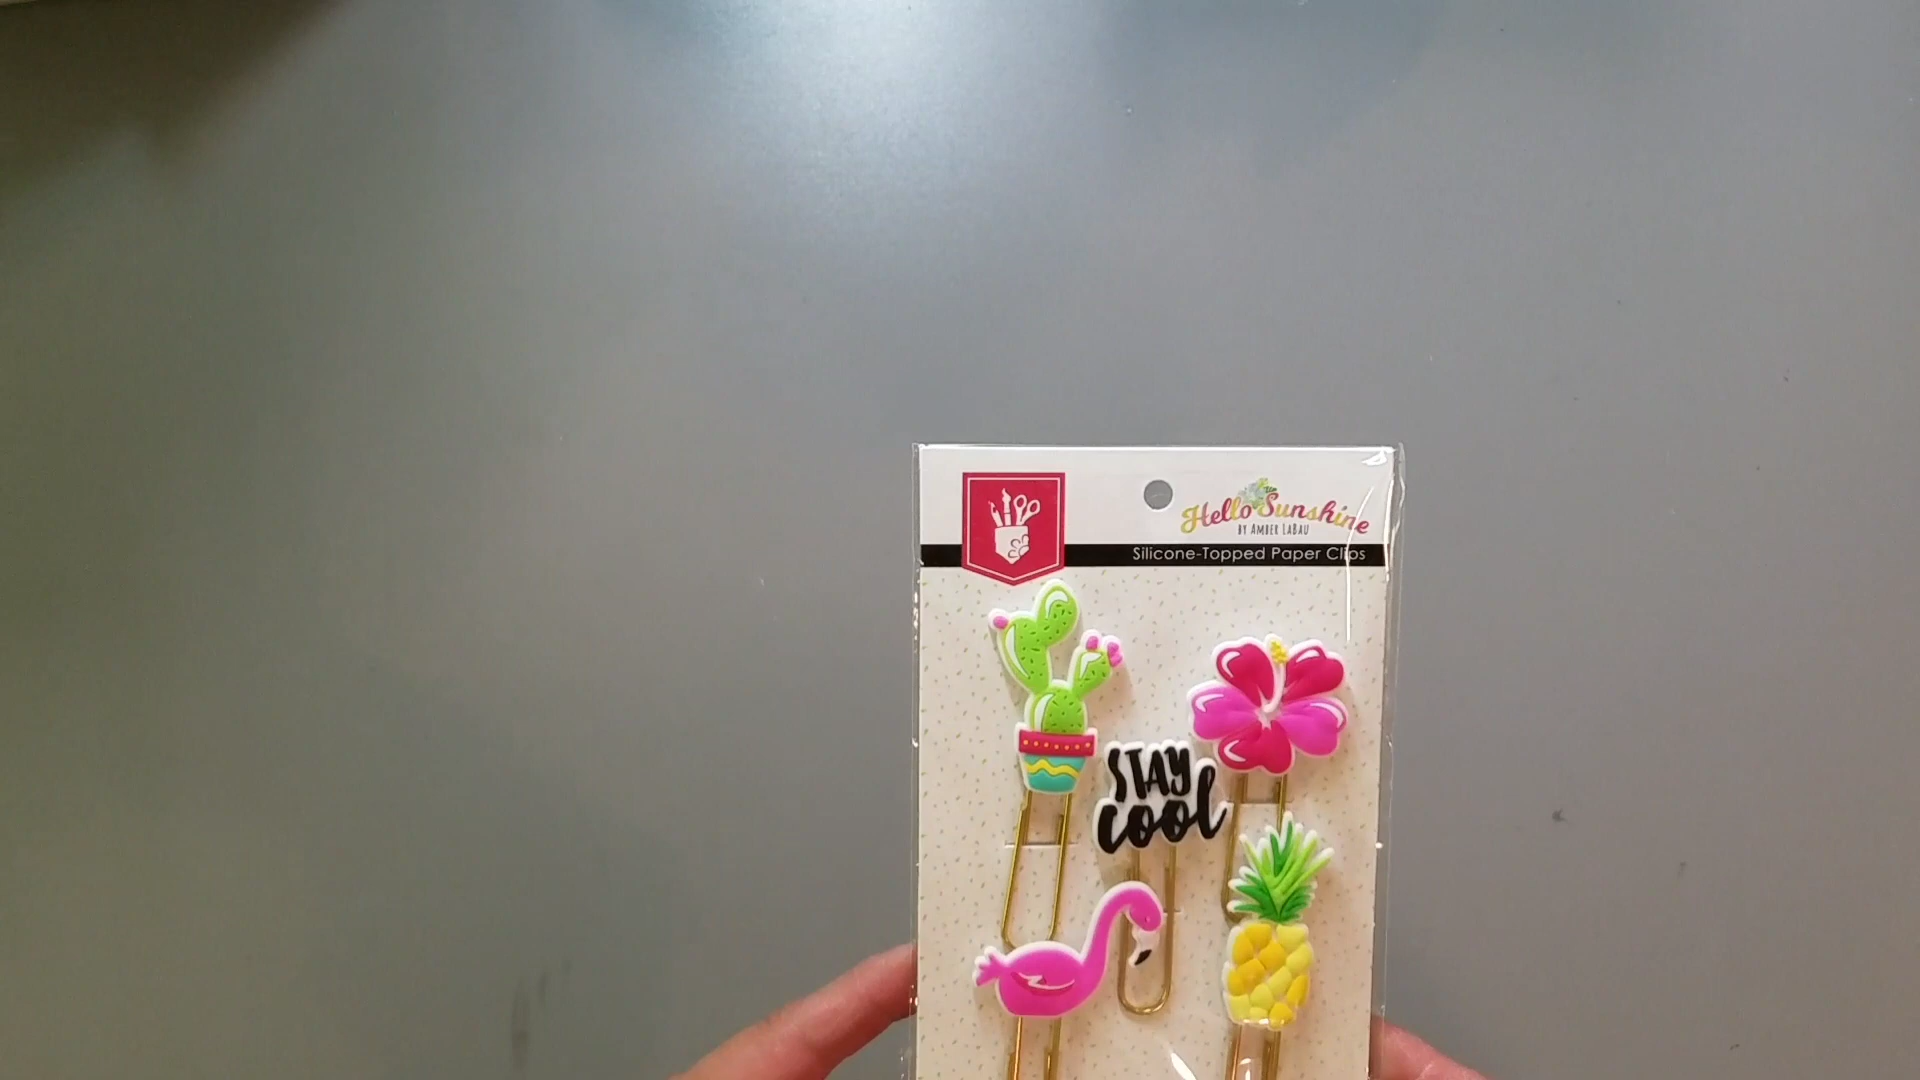 Hello Sunshine
BY AMBER LABAU
Silicone-Topped Paper Clips
STAY
cool